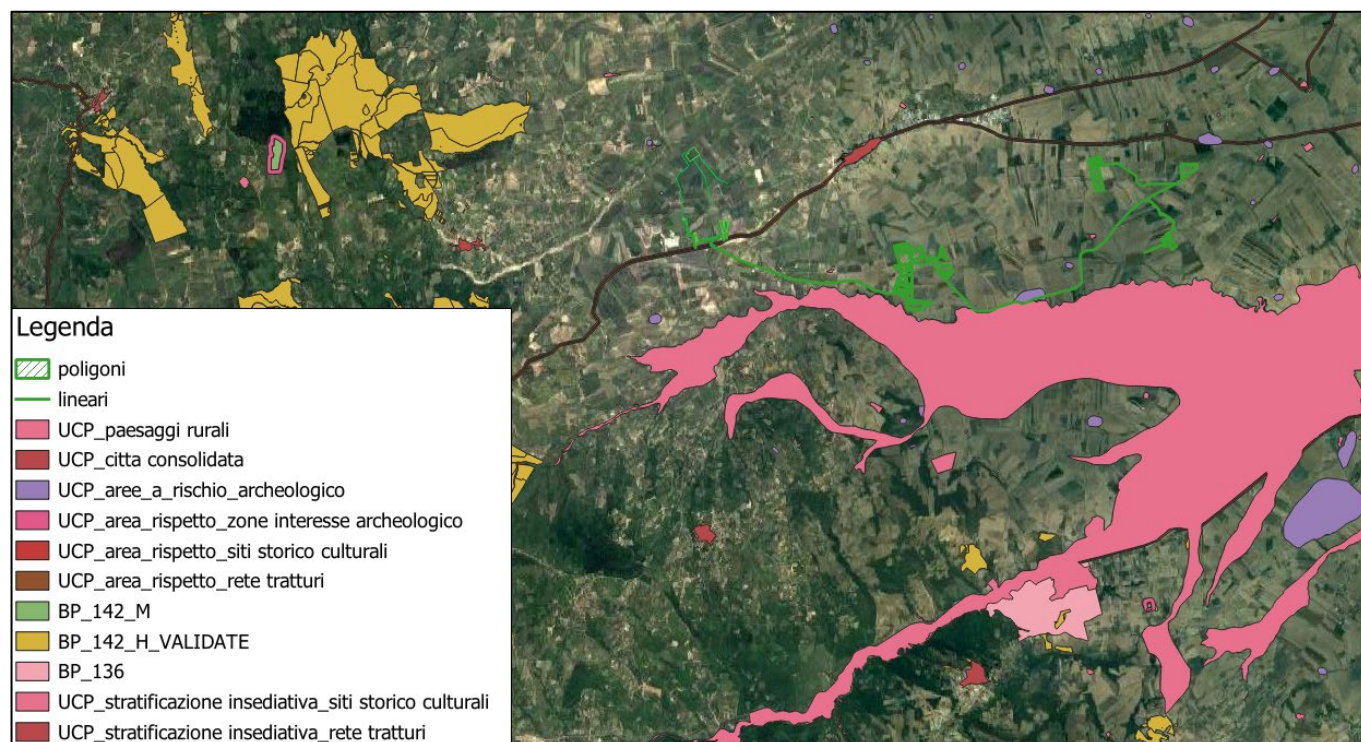 Legenda
poligoni
lineari
UCP_paesaggi rurali
UCP_citta consolidata
UCP_aree_a_rischio_archeologico
UCP_area_rispetto_zone interesse archeologico
UCP_area_rispetto_siti storico culturali
UCP_area_rispetto_rete tratturi
BP_142_M
BP_142_H_VALIDATE
BP_136
UCP_stratificazione insediativa_siti storico culturali
UCP_stratificazione insediativa_rete tratturi